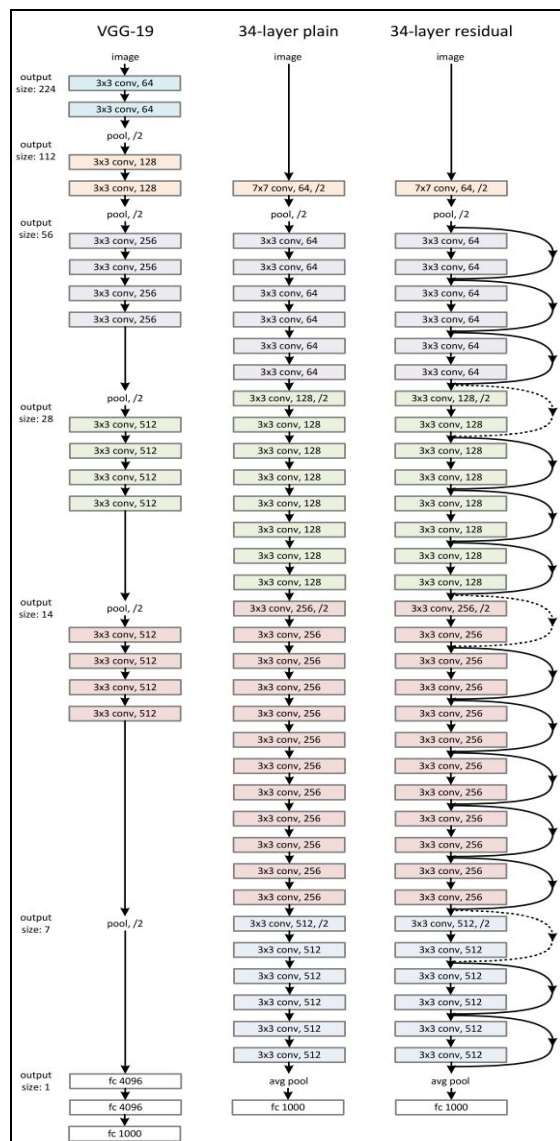 output
size: 224
output
size: 112
output
size: 56
output
size: 28
output
size: 14
output
size: 7
output
size: 1
VGG-19
image
3x3 conv, 64
3x3 conv, 64
pool, /2
3x3 conv, 128
3x3 conv, 128
pool, /2
3x3 conv, 256
3x3 conv, 256
3x3 conv, 256
3x3 conv, 256
pool, /2
3x3 conv, 512
3x3 conv, 512
3x3 conv, 512
3x3 conv, 512
pool, /2
3x3 conv, 512
3x3 conv, 512
3x3 conv, 512
3x3 conv, 512
pool, /2
fc 4096
fc 4096
fc 1000
34-layer plain
image
7x7 conv, 64, /2
pool, /2
3x3 conv, 64
3x3 conv, 64
3x3 conv, 64
3x3 conv, 64
3x3 conv, 64
3x3 conv, 64
3x3 conv, 128, /2
3x3 conv, 128
3x3 conv, 128
3x3 conv, 128
3x3 conv, 128
3x3 conv, 128
3x3 conv, 128
3x3 conv, 128
3x3 conv, 256, /2
3x3 conv, 256
3x3 conv, 256
3x3 conv, 256
3x3 conv, 256
3x3 conv, 256
3x3 conv, 256
3x3 conv, 256
3x3 conv, 256
3x3 conv, 256
3x3 conv, 256
3x3 conv, 256
3x3 conv, 512, /2
3x3 conv, 512
3x3 conv, 512
3x3 conv, 512
3x3 conv, 512
3x3 conv, 512
avg pool
fc 1000
34-layer residual
image
7x7 conv, 64, /2
pool, /2
3x3 conv, 64
3x3 conv, 64
3x3 conv, 64
3x3 conv, 64
3x3 conv, 64
3x3 conv, 64
3x3 conv, 128, /2
3x3 conv, 128
3x3 conv, 128
3x3 conv, 128
3x3 conv, 128
3x3 conv, 128
3x3 conv, 128
3x3 conv, 128
3x3 conv, 256, /2
3x3 conv, 256
3x3 conv, 256
3x3 conv, 256
3x3 conv, 256
3x3 conv, 256
3x3 conv, 256
3x3 conv, 256
3x3 conv, 256
3x3 conv, 256
3x3 conv, 256
3x3 conv, 256
3x3 conv, 512, /2
3x3 conv, 512
3x3 conv, 512
3x3 conv, 512
3x3 conv, 512
3x3 conv, 512
avg pool
fc 1000